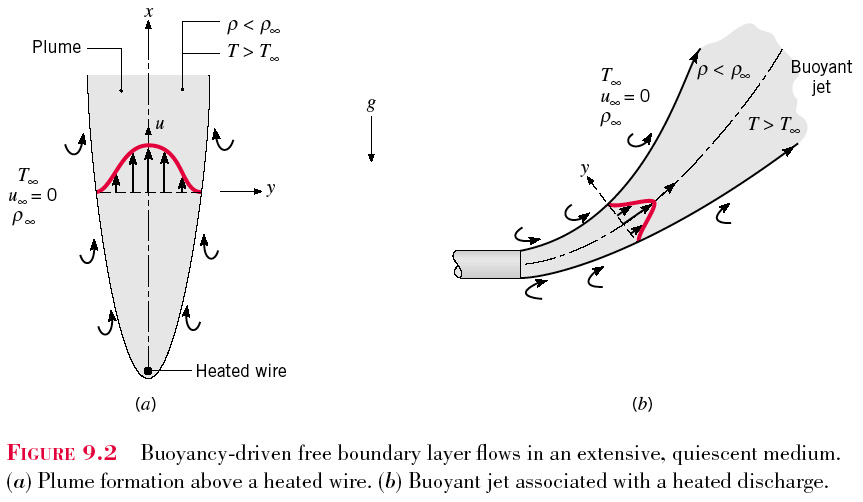 x
ρ < ρ∞
T > T∞
Plume
u
g
T∞
u∞ = 0
ρ∞
y
Heated wire
(a)
T∞
u∞ = 0
ρ∞
ρ < ρ∞
Buoyant
jet
T > T∞
y
(b)
FIGURE 9.2 Buoyancy-driven free boundary layer flows in an extensive, quiescent medium.
(a) Plume formation above a heated wire. (b) Buoyant jet associated with a heated discharge.